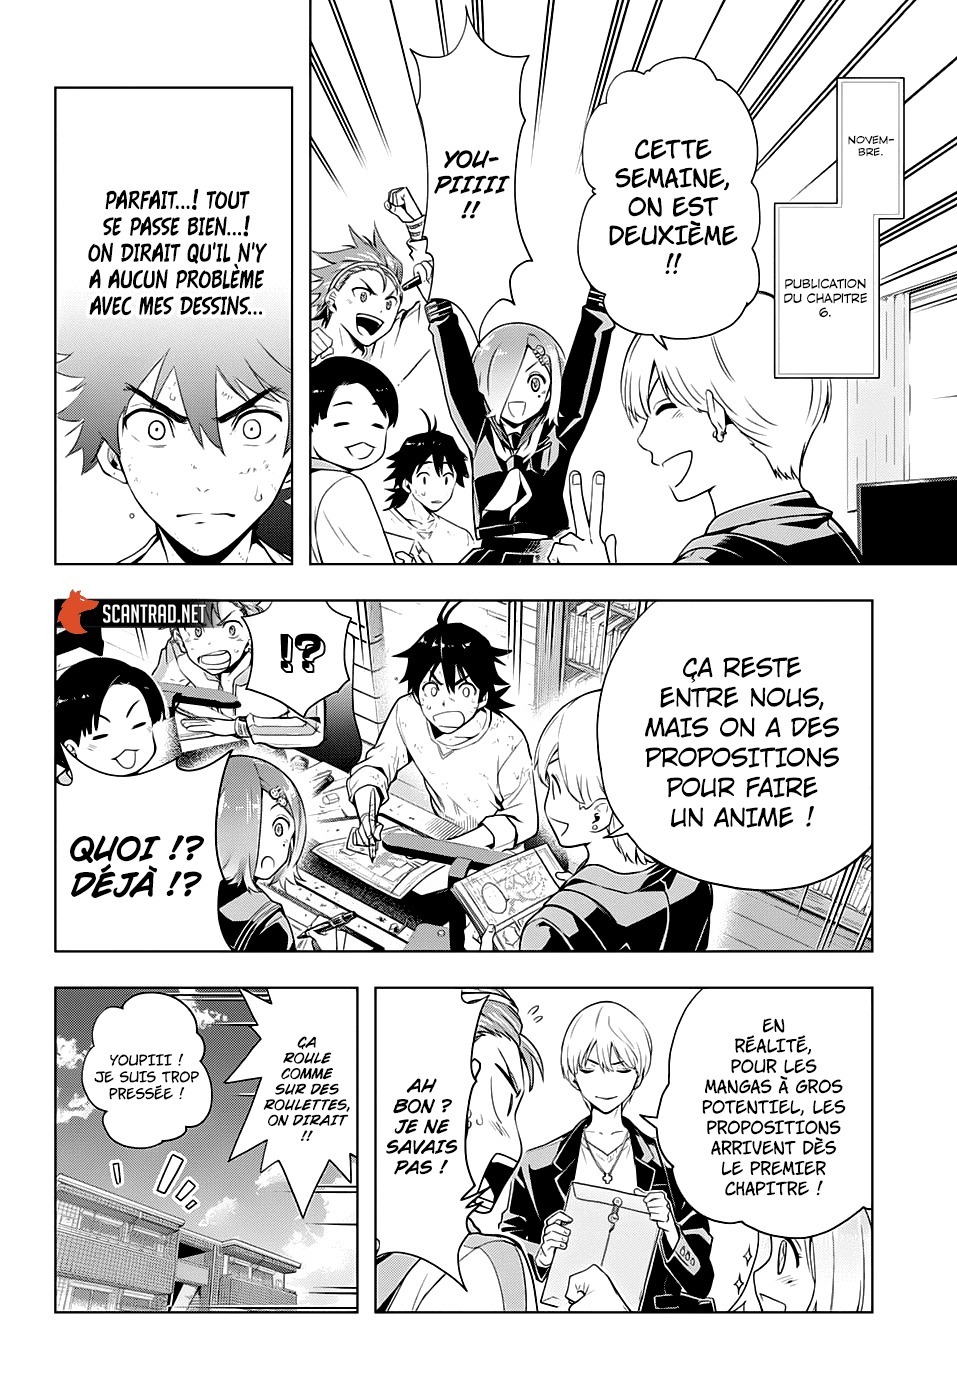 NOVEM-
BRE.
PUBLICATION
DU CHAPITRE
6.
CETTE
SEMAINE,
ON EST
DEUXIÈME
!!
YOU-
PIIIII
!!
PARFAIT...! TOUT
SE PASSE BIEN...!
ON DIRAIT QU'IL N'Y
A AUCUN PROBLÈME
AVEC MES DESSINS...
SCANTRAD.NET
ÇA RESTE
ENTRE NOUS,
MAIS ON A DES
PROPOSITIONS
POUR FAIRE
UN ANIME !
!?
QUOI !?
DÉJÀ !?
EN
RÉALITÉ,
POUR LES
MANGAS À GROS
POTENTIEL, LES
PROPOSITIONS
ARRIVENT DÈS
LE PREMIER
CHAPITRE !
AH
BON ?
JE NE
SAVAIS
PAS !
ÇA
ROULE
COMME
SUR DES
ROULETTES,
ON DIRAIT
!!
YOUPIII !
JE SUIS TROP
PRESSÉE !